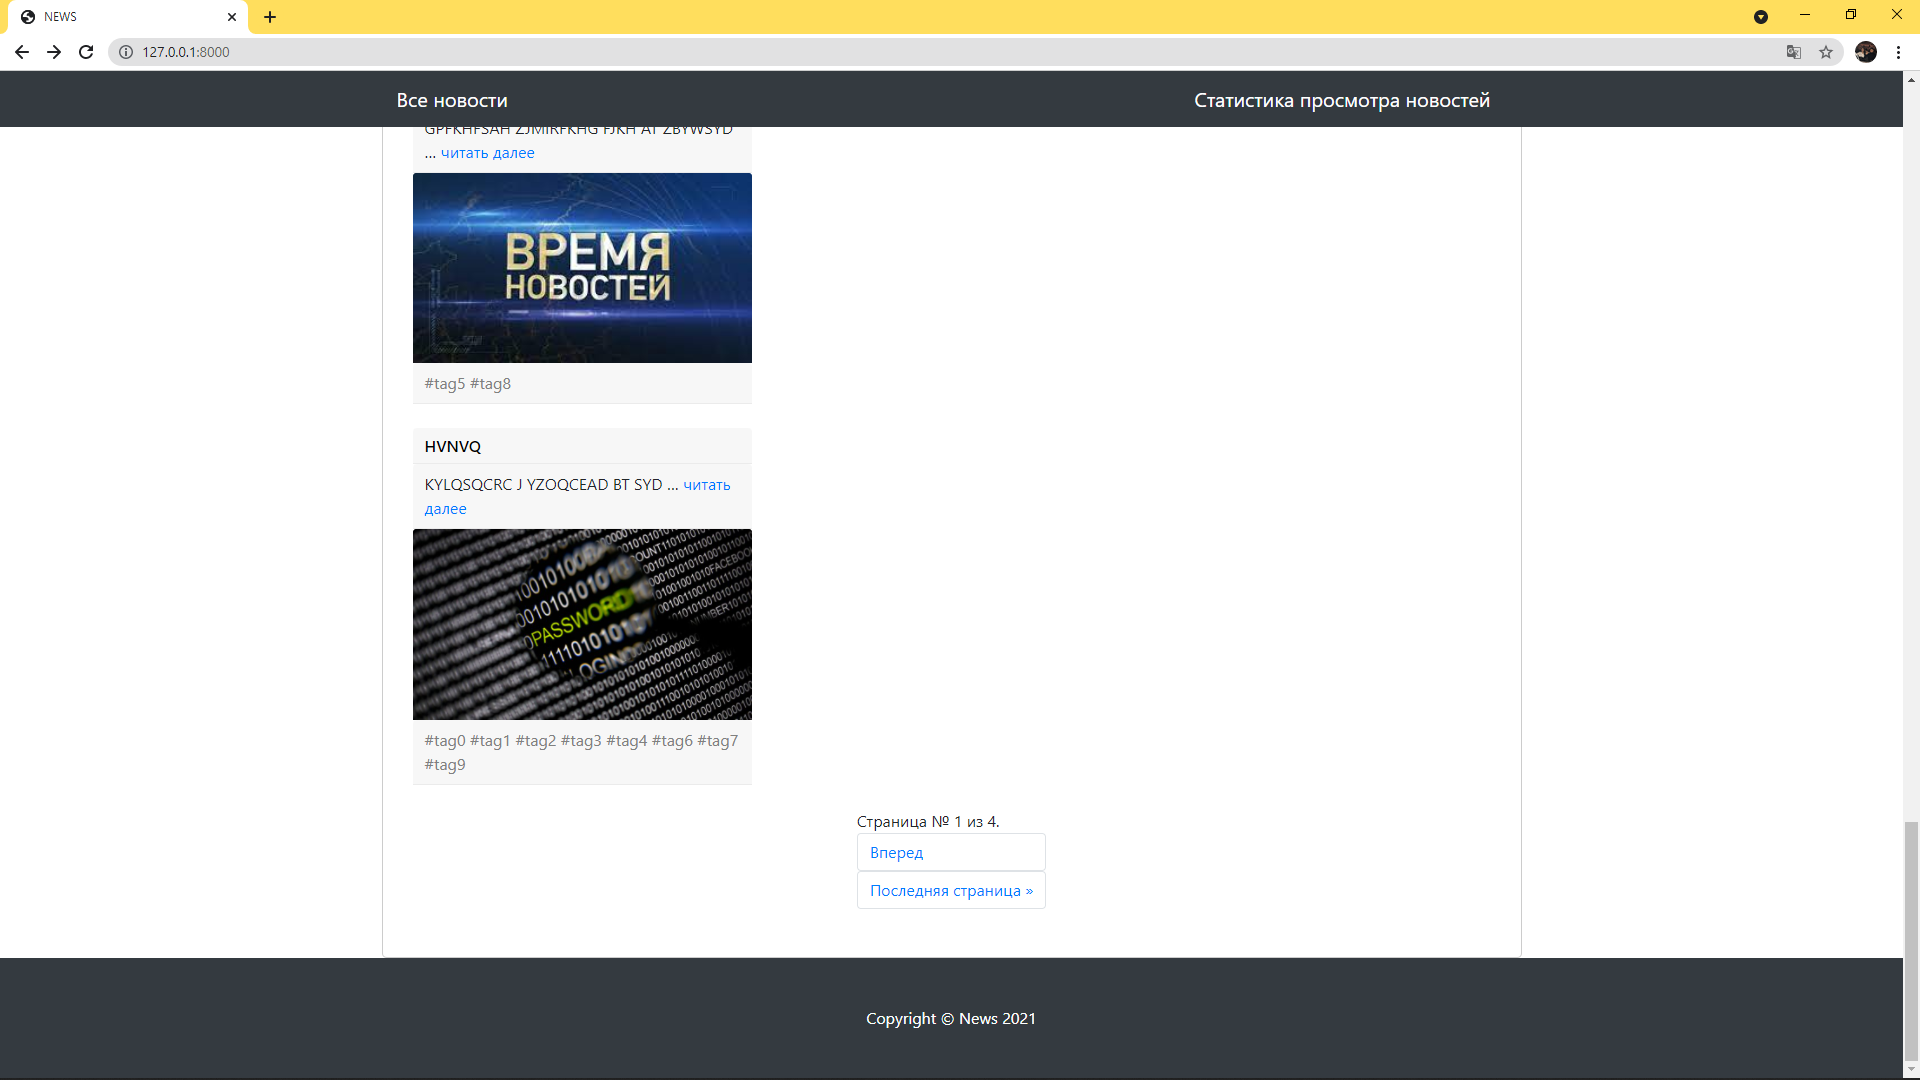 NEWS
127.0.0.1:8000
Все новости
Статистика просмотра новостей
GPFKHFSAH ZJMIRFKHG FJKH AT ZBYWSYD
... читать далее
ВРЕМЯ
НОВОСТЕЙ
#tag5 #tag8
HVNVQ
KYLQSQCRC J YZOQCEAD BT SYD ... читать
далее
PASSWORD
#tag0 #tag1 #tag2 #tag3 #tag4 #tag6 #tag7
#tag9
Страница № 1 из 4.
Вперед
Последняя страница »
Copyright © News 2021